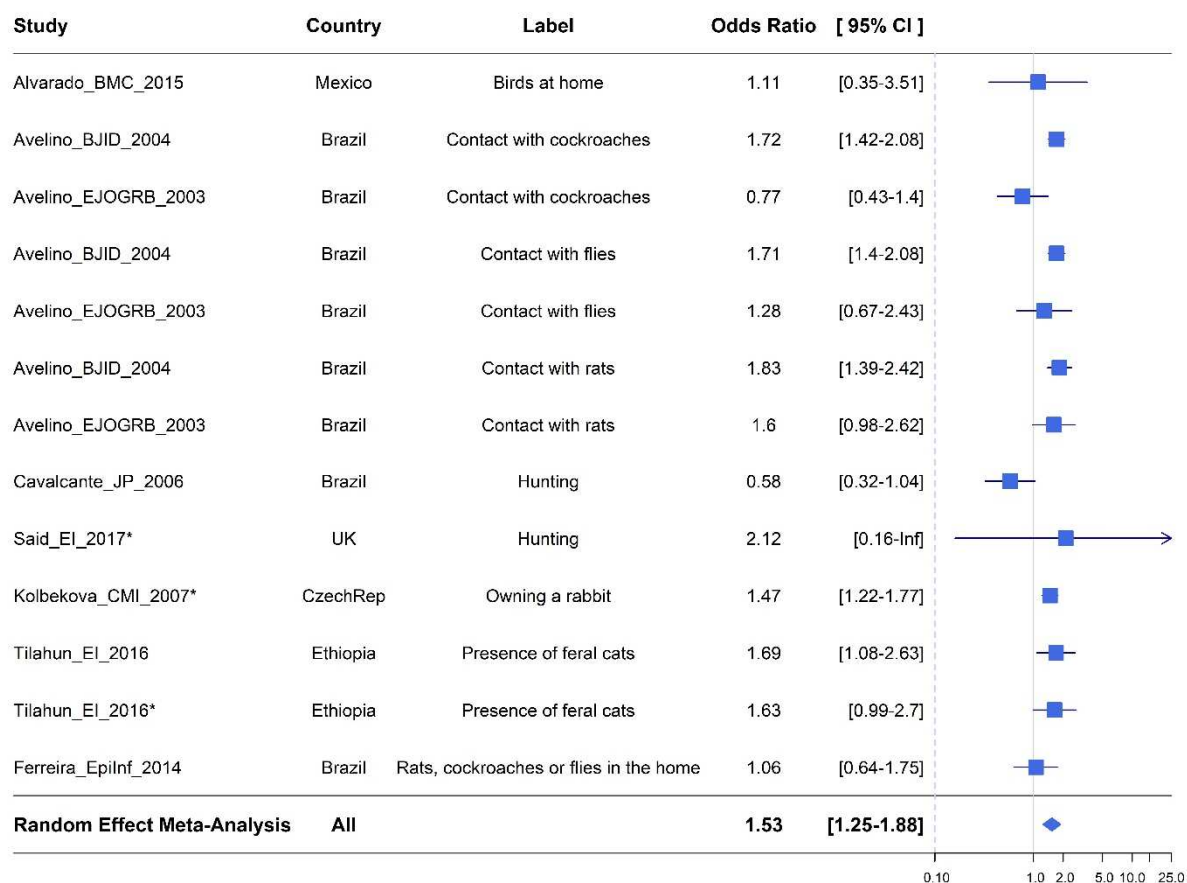 Study Country Label Odds Ratio [ 95% CI ]
Alvarado_BMC_2015 Mexico Birds at home 1.11 [0.35-3.51]
Avelino_BJID_2004 Brazil Contact with cockroaches 1.72 [1.42-2.08]
Avelino_EJOGRB_2003 Brazil Contact with cockroaches 0.77 [0.43-1.4]
Avelino_BJID_2004 Brazil Contact with flies 1.71 [1.4-2.08]
Avelino_EJOGRB_2003 Brazil Contact with flies 1.28 [0.67-2.43]
Avelino_BJID_2004 Brazil Contact with rats 1.83 [1.39-2.42]
Avelino_EJOGRB_2003 Brazil Contact with rats 1.6 [0.98-2.62]
Cavalcante_JP_2006 Brazil Hunting 0.58 [0.32-1.04]
Said_EI_2017* UK Hunting 2.12 [0.16-Inf]
Kolbekova_CMI_2007* CzechRep Owning a rabbit 1.47 [1.22-1.77]
Tilahun_EI_2016 Ethiopia Presence of feral cats 1.69 [1.08-2.63]
Tilahun_EI_2016* Ethiopia Presence of feral cats 1.63 [0.99-2.7]
Ferreira_EpiInf_2014 Brazil Rats, cockroaches or flies in the home 1.06 [0.64-1.75]
Random Effect Meta-Analysis All 1.53 [1.25-1.88]
0.10 1.0 2.0 5.0 10.0 25.0